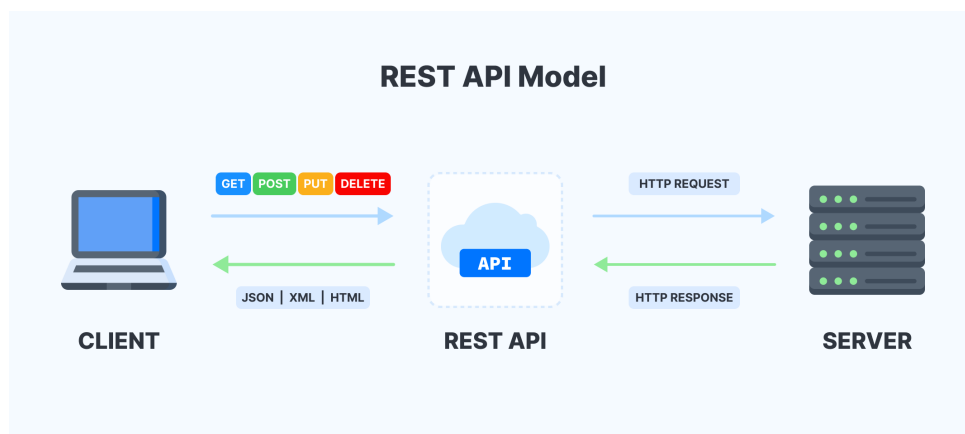 REST API Model
GET POST PUT DELETE
HTTP REQUEST
API
JSON | XML | HTML
HTTP RESPONSE
CLIENT
REST API
SERVER